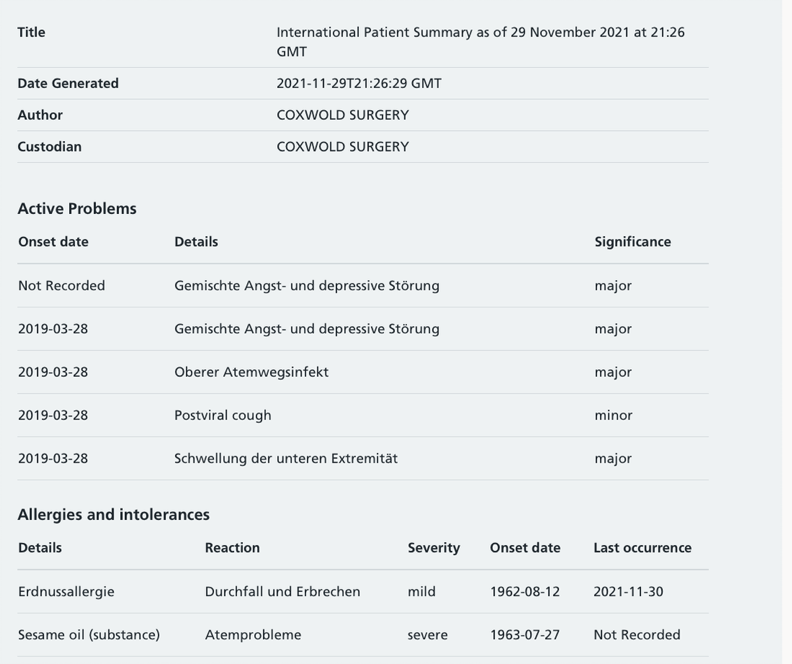 Title International Patient Summary as of 29 November 2021 at 21:26
GMT
Date Generated 2021-11-29T21:26:29 GMT
Author COXWOLD SURGERY
Custodian COXWOLD SURGERY
Active Problems
Onset date Details Significance
Not Recorded Gemischte Angst- und depressive Störung major
2019-03-28 Gemischte Angst- und depressive Störung major
2019-03-28 Oberer Atemwegsinfekt major
2019-03-28 Postviral cough minor
2019-03-28 Schwellung der unteren Extremität major
Allergies and intolerances
Details Reaction Severity Onset date Last occurrence
Erdnussallergie Durchfall und Erbrechen mild 1962-08-12 2021-11-30
Sesame oil (substance) Atemprobleme severe 1963-07-27 Not Recorded